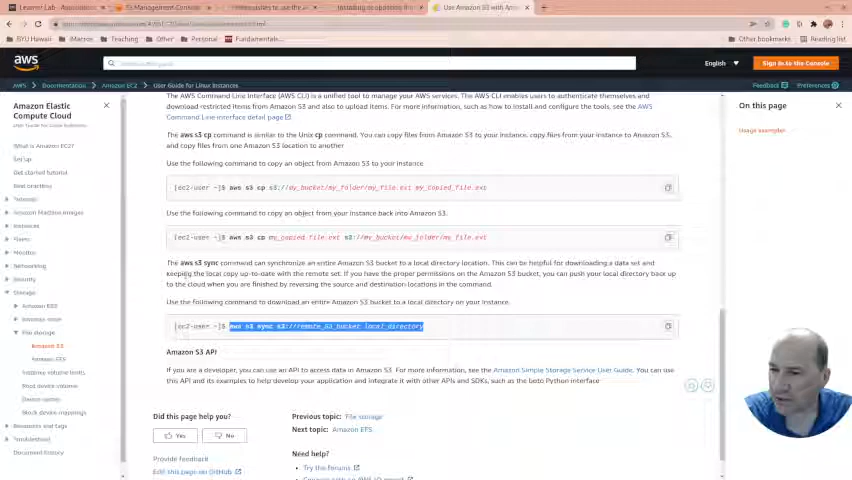 Learner Lab
S3 Management Console
Use Amazon S3 with Ama
BYU Hawaii
iMacros
Teaching
Other
Personal
Fundamentals...
Other bookmarks
Reading list
aws
English
Sign In to the Console
AWS
Documentation
Amazon EC2
User Guide for Linux Instances
Feedback
Preferences
Amazon Elastic
Compute Cloud
User Guide for Linux Instances
What is Amazon EC2?
Set up
Get started tutorial
Best practices
Tutorials
Amazon Machine Images
Instances
Fleets
Monitor
Networking
Security
Storage
Amazon EBS
Instance store
File storage
Amazon S3
Amazon EFS
Instance volume limits
Root device volume
Device names
Block device mappings
Resources and tags
Troubleshoot
Document history
The AWS Command Line Interface (AWS CLI) is a unified tool to manage your AWS services. The AWS CLI enables users to authenticate themselves and
download restricted items from Amazon S3 and also to upload items. For more information, such as how to install and configure the tools, see the AWS
Command Line Interface detail page
The aws s3 cp command is similar to the Unix cp command. You can copy files from Amazon S3 to your instance, copy files from your instance to Amazon S3,
and copy files from one Amazon S3 location to another
Use the following command to copy an object from Amazon S3 to your instance
[ec2-user ~]$ aws s3 cp s3://my_bucket/my_folder/my_file.ext my_copied_file.ext
Use the following command to copy an object from your instance back into Amazon S3.
[ec2-user ~]$ aws s3 cp my_copied_file.ext s3://my_bucket/my_folder/my_file.ext
The aws s3 sync command can synchronize an entire Amazon S3 bucket to a local directory location. This can be helpful for downloading a data set and
keeping the local copy up-to-date with the remote set. If you have the proper permissions on the Amazon S3 bucket, you can push your local directory back up
to the cloud when you are finished by reversing the source and destination locations in the command.
Use the following command to download an entire Amazon S3 bucket to a local directory on your instance.
[ec2-user ~]$ aws s3 sync s3://remote_S3_bucket local_directory
Amazon S3 API
If you are a developer, you can use an API to access data in Amazon S3. For more information, see the Amazon Simple Storage Service User Guide. You can use
this API and its examples to help develop your application and integrate it with other APIs and SDKs, such as the boto Python interface
Did this page help you?
Yes
No
Provide feedback
Edit this page on GitHub
Previous topic: File storage
Next topic: Amazon EFS
Need help?
Try the forums
On this page
Usage examples